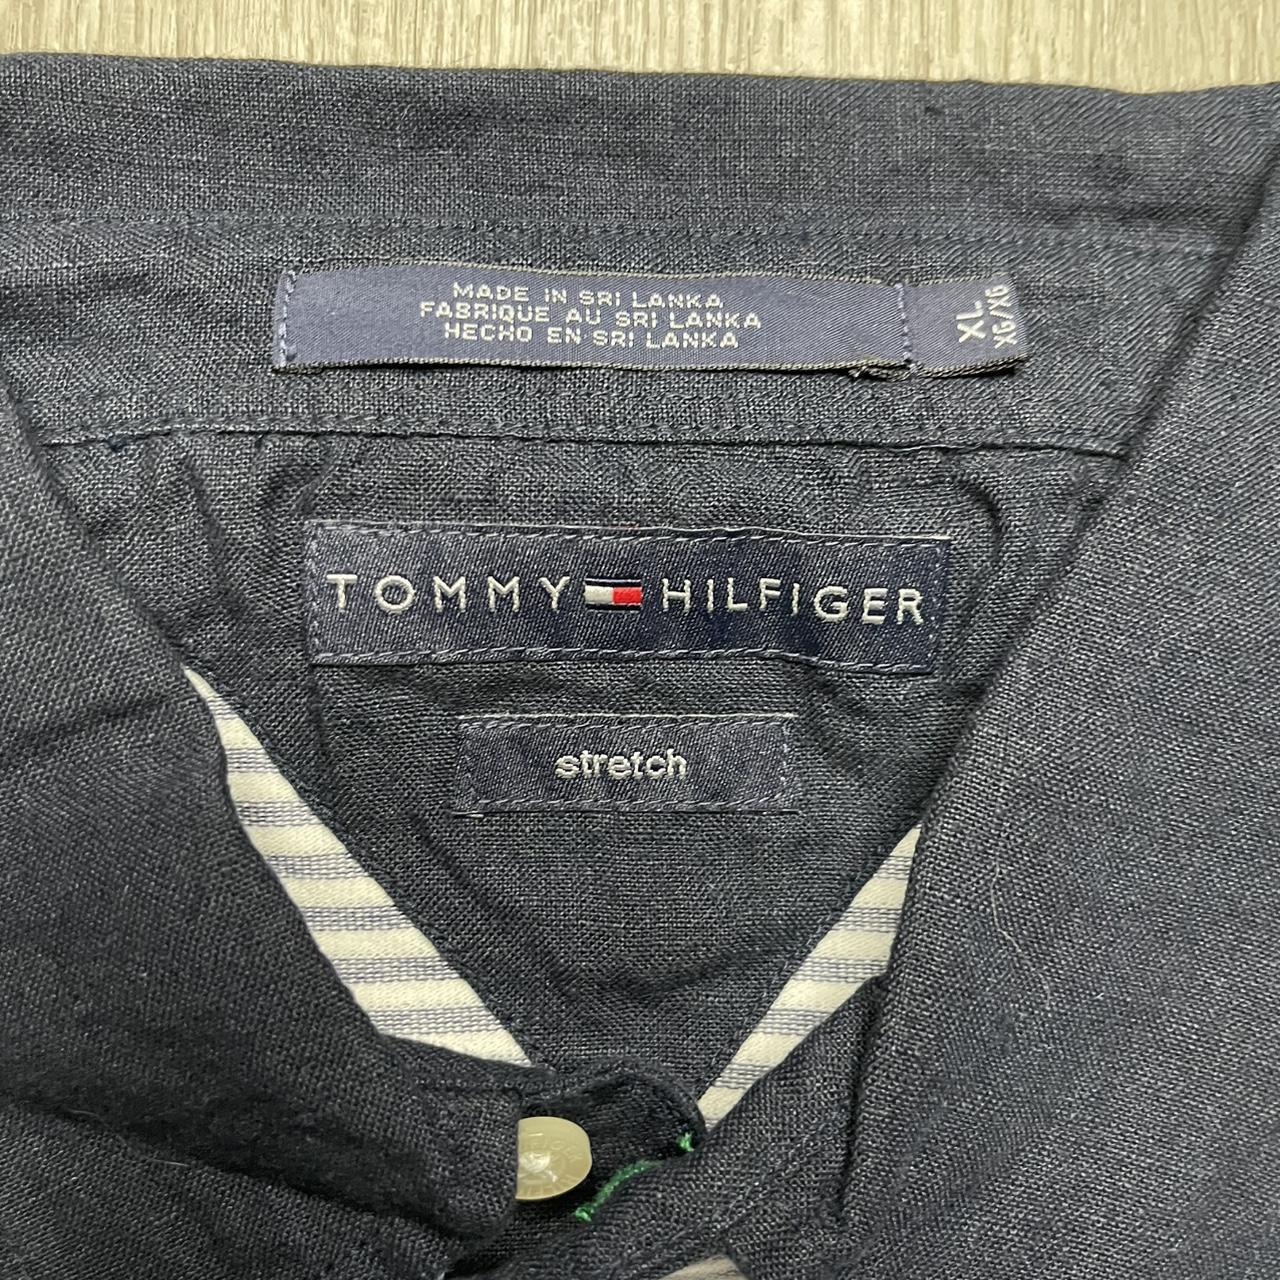 MADE IN SRI LANKA
FABRIQUE AU SRI LANKA
HECHO EN SRI LANKA
XL
XG/XG
TOMMY HILFIGER
stretch